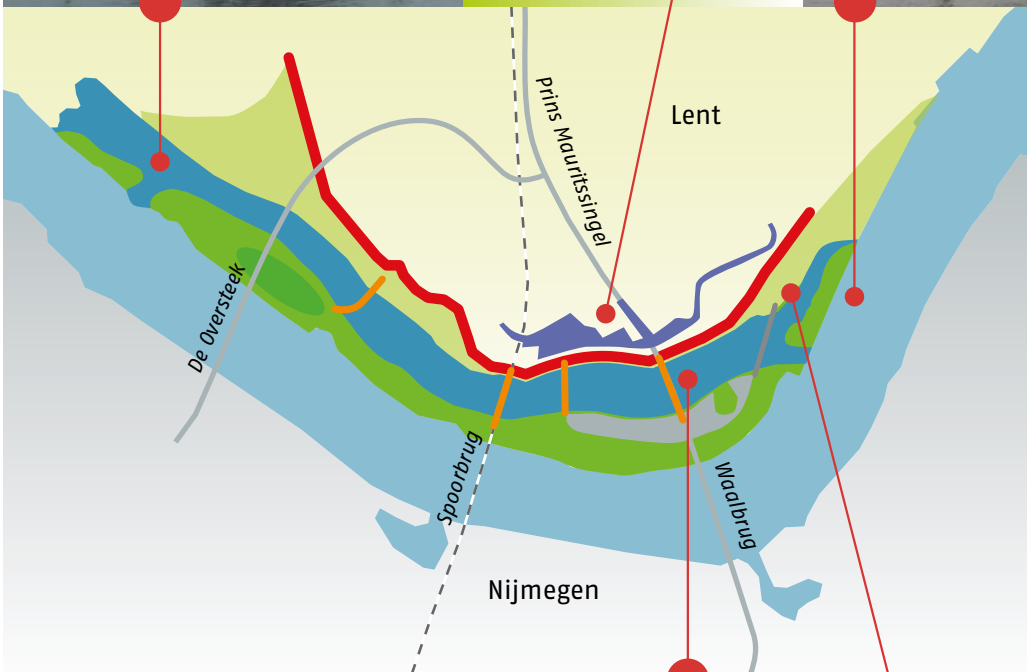 Prins Mauritssingel
Lent
De Oversteek
Spoorbrug
Waalbrug
Nijmegen